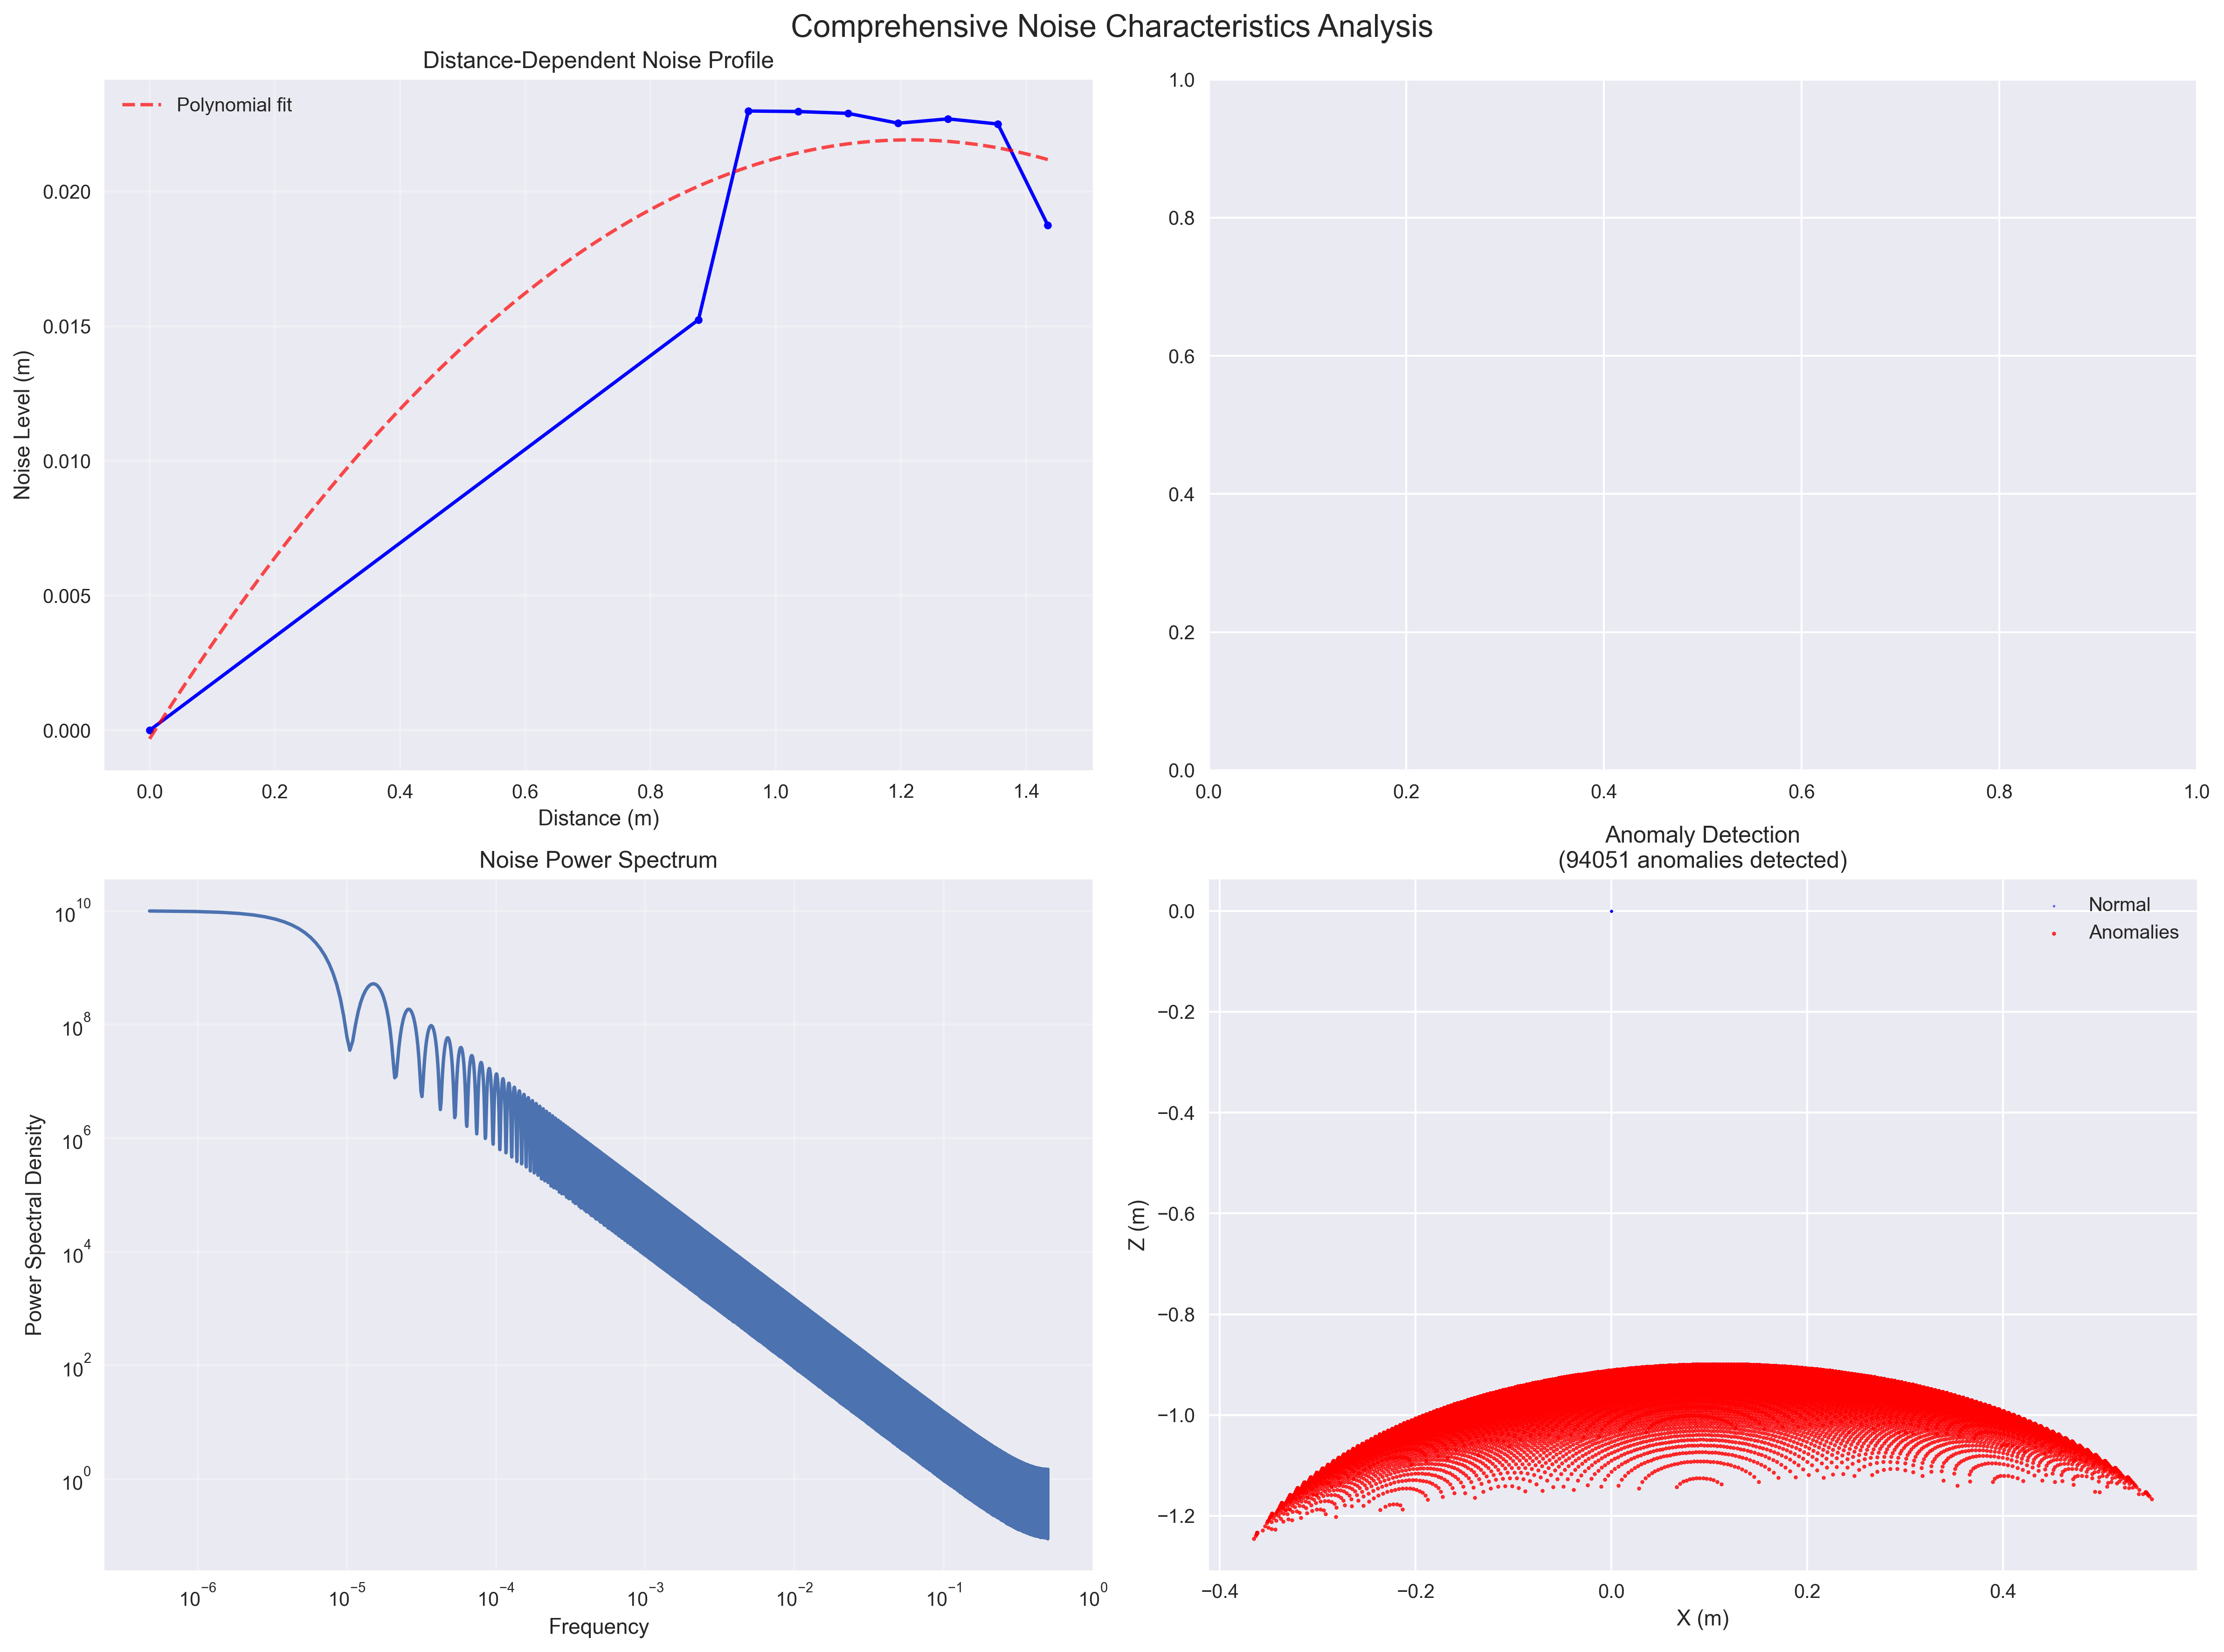 Comprehensive Noise Characteristics Analysis
Distance-Dependent Noise Profile
Polynomial fit
Noise Level (m)
0.020
0.015
0.010
0.005
0.000
0.0 0.2 0.4 0.6 0.8 1.0 1.2 1.4
Distance (m)
1.0
0.8
0.6
0.4
0.2
0.0
0.0 0.2 0.4 0.6 0.8 1.0
Noise Power Spectrum
Power Spectral Density
10^10
10^8
10^6
10^4
10^2
10^0
10^−6 10^−5 10^−4 10^−3 10^−2 10^−1 10^0
Frequency
Anomaly Detection
(94051 anomalies detected)
Normal
Anomalies
Z (m)
0.0
−0.2
−0.4
−0.6
−0.8
−1.0
−1.2
−0.4 −0.2 0.0 0.2 0.4
X (m)